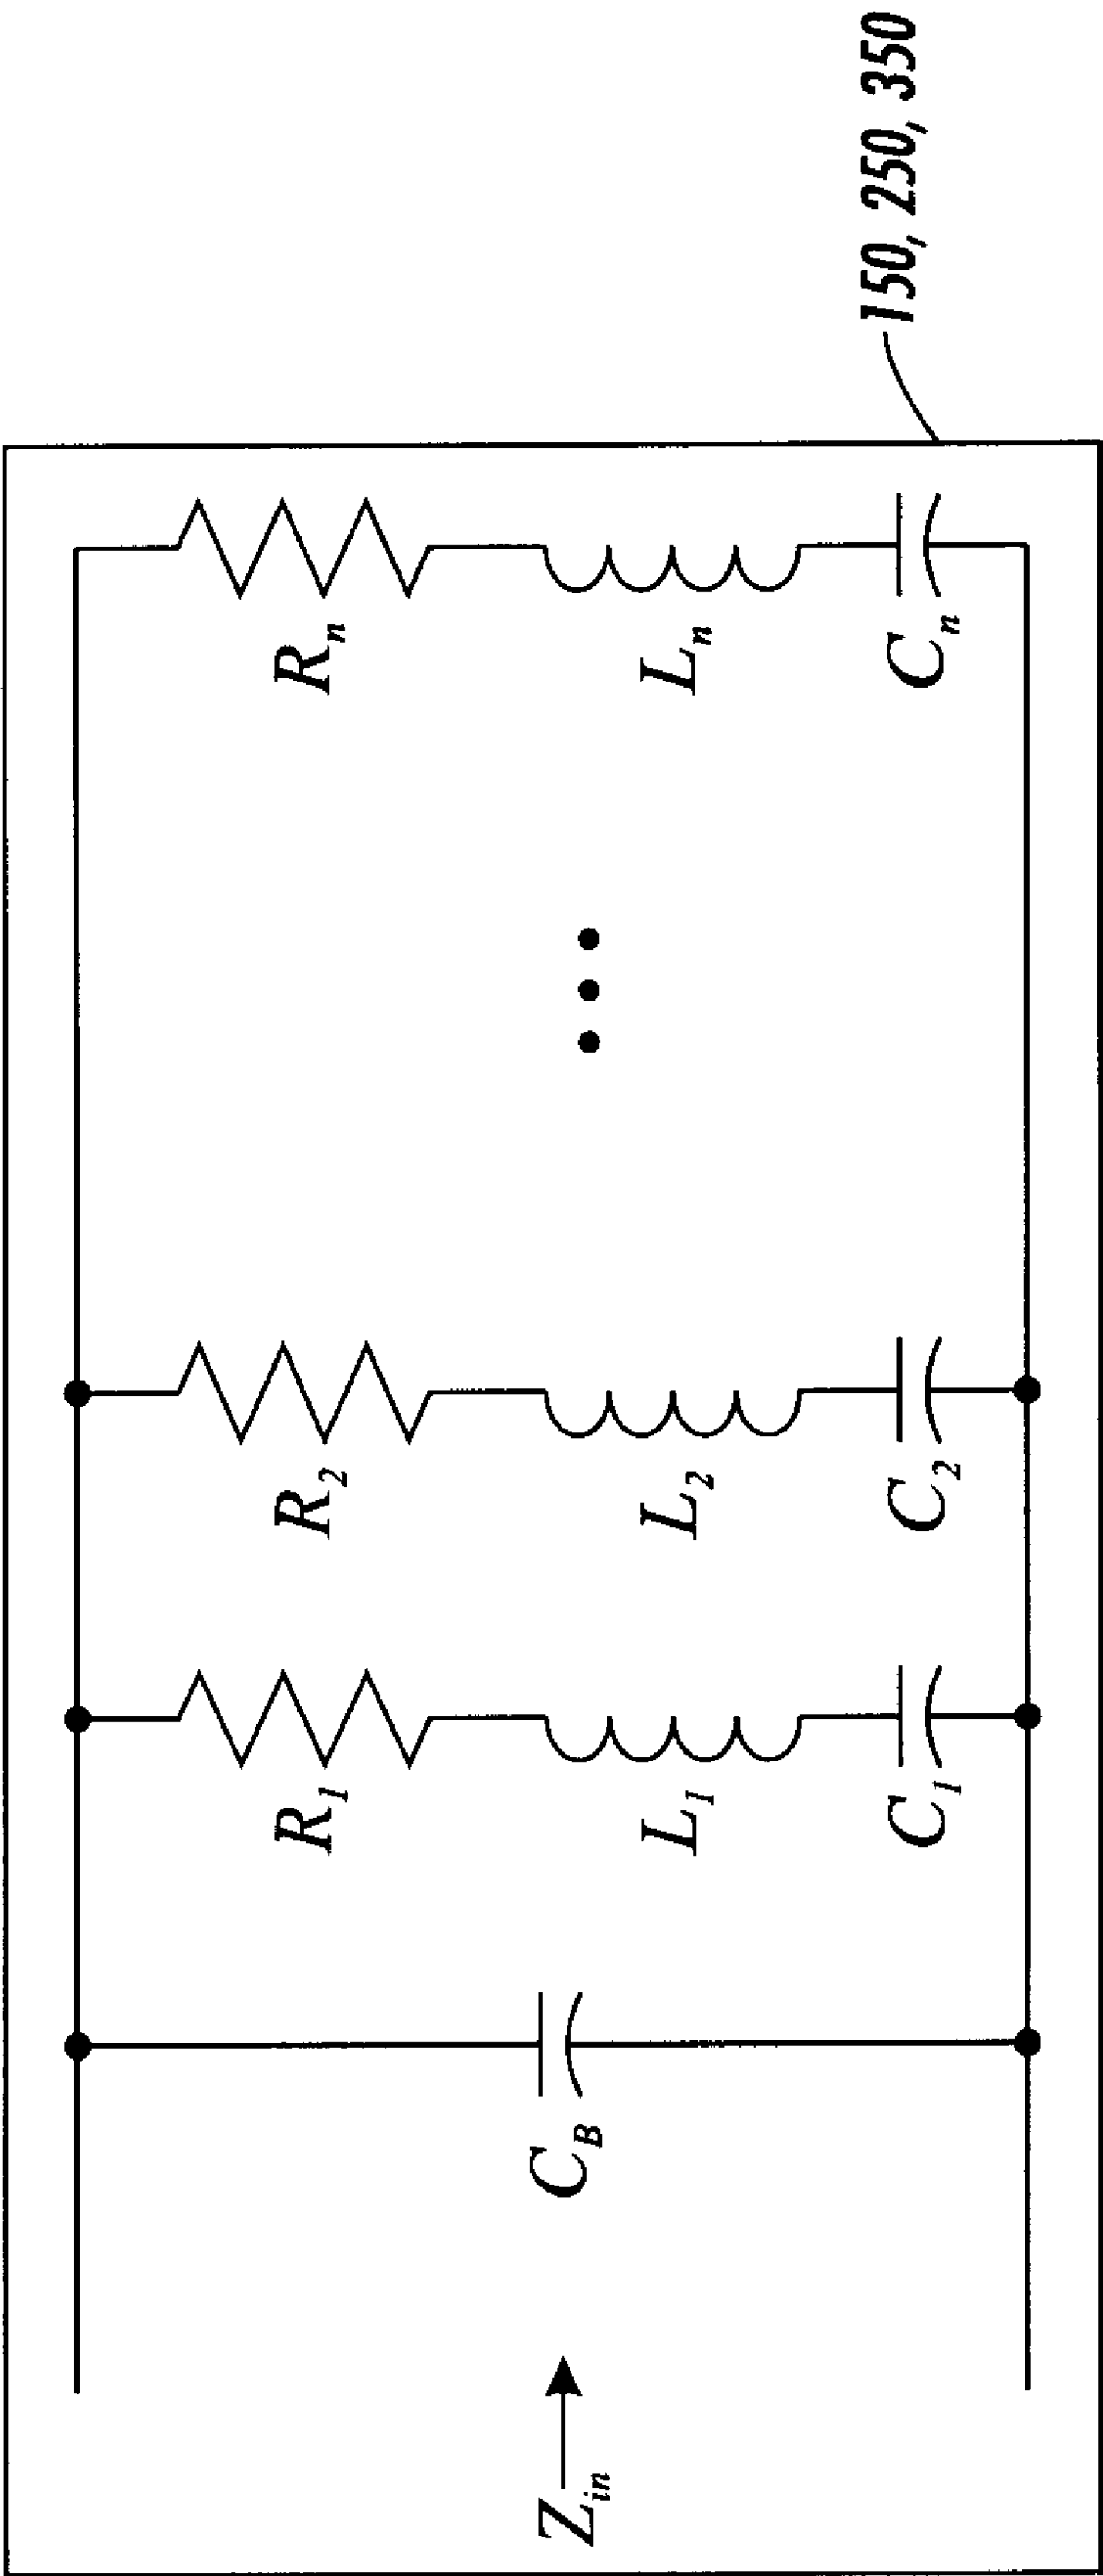 150, 250, 350
Z_in
C_B
R_1
L_1
C_1
R_2
L_2
C_2
R_n
L_n
C_n